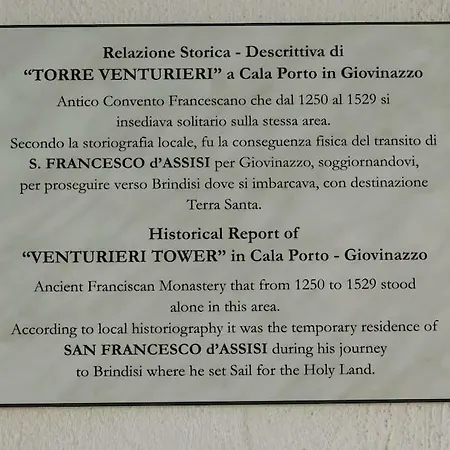 Relazione Storica - Descrittiva di
“TORRE VENTURIERI” a Cala Porto in Giovinazzo
Antico Convento Francescano che dal 1250 al 1529 si
insediava solitario sulla stessa area.
Secondo la storiografia locale, fu la conseguenza fisica del transito di
S. FRANCESCO d’ASSISI per Giovinazzo, soggiornandovi,
per proseguire verso Brindisi dove si imbarcava, con destinazione
Terra Santa.
Historical Report of
“VENTURIERI TOWER” in Cala Porto - Giovinazzo
Ancient Franciscan Monastery that from 1250 to 1529 stood
alone in this area.
According to local historiography it was the temporary residence of
SAN FRANCESCO d’ASSISI during his journey
to Brindisi where he set Sail for the Holy Land.